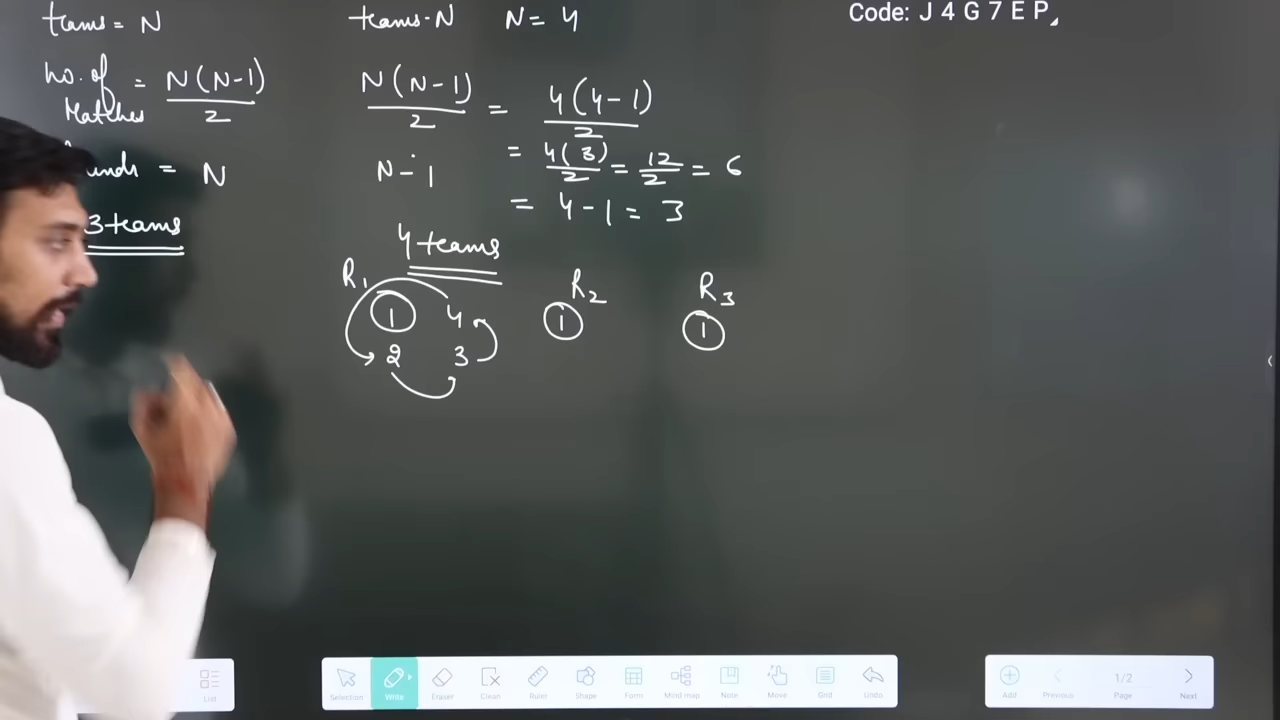 teams = N
teams - N N = 4
Code: J 4 G 7 E P,
no. of Matches = N(N-1)/2
N(N-1)/2 = 4(4-1)/2
= 4(3)/2 = 12/2 = 6
= N
N-1
= 4-1 = 3
3 teams
4 teams
R1 R2 R3
1 4 1 1
2 3
List
Selection Write Eraser Clean Ruler Shape Form Mind map Note Move Grid Undo
Add Previous 1/2 Page Next